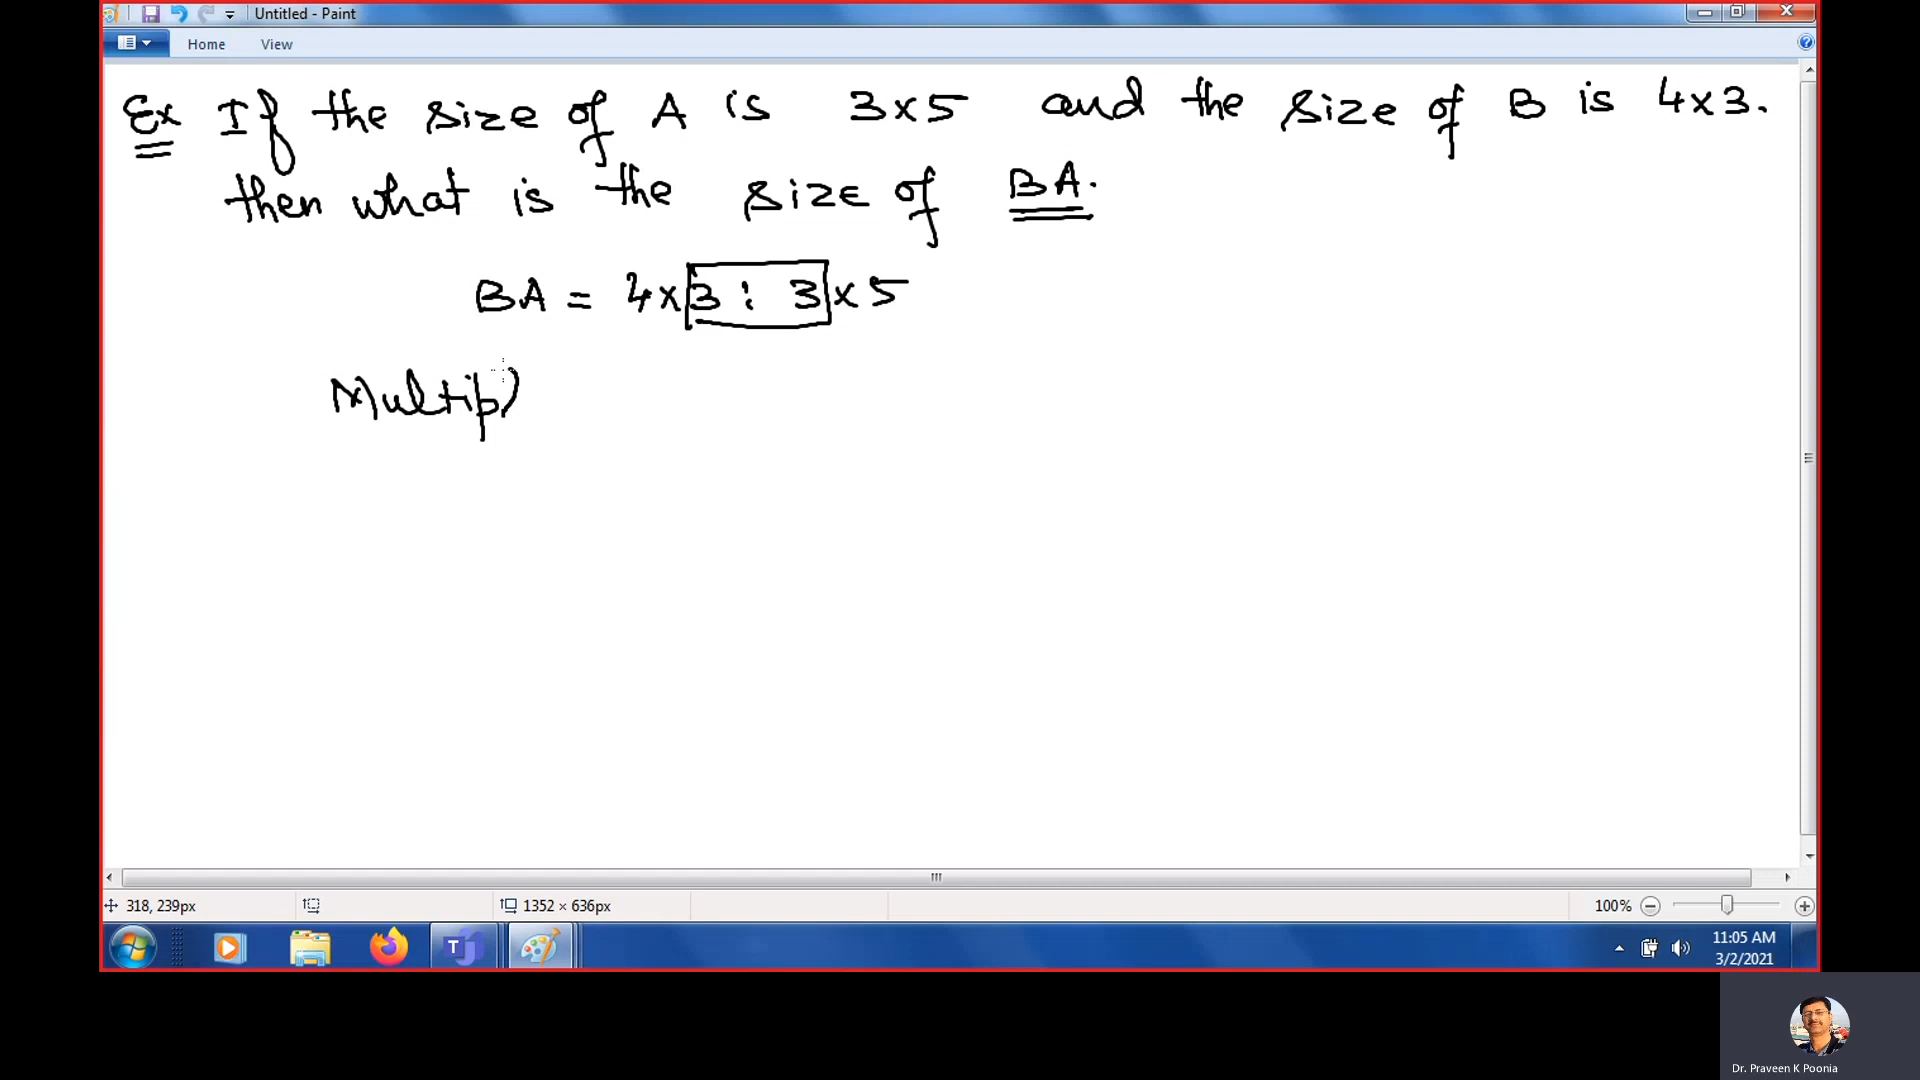 Untitled - Paint
Home View
Ex If the size of A is 3x5 and the size of B is 4x3.
then what is the size of BA.
BA = 4x3 : 3x5
Multipl
318, 239px
1352 × 636px
100%
11:05 AM
3/2/2021
Dr. Praveen K Poonia